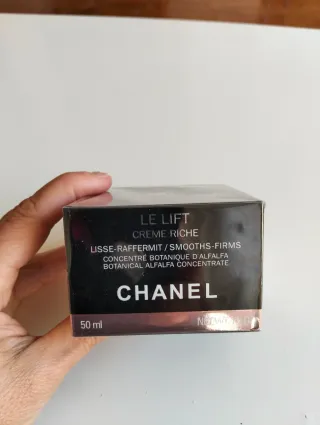 LE LIFT
CRÈME RICHE
LISSE-RAFFERMIT / SMOOTHS-FIRMS
CONCENTRÉ BOTANIQUE D'ALFALFA
BOTANICAL ALFALFA CONCENTRATE
CHANEL
50 ml